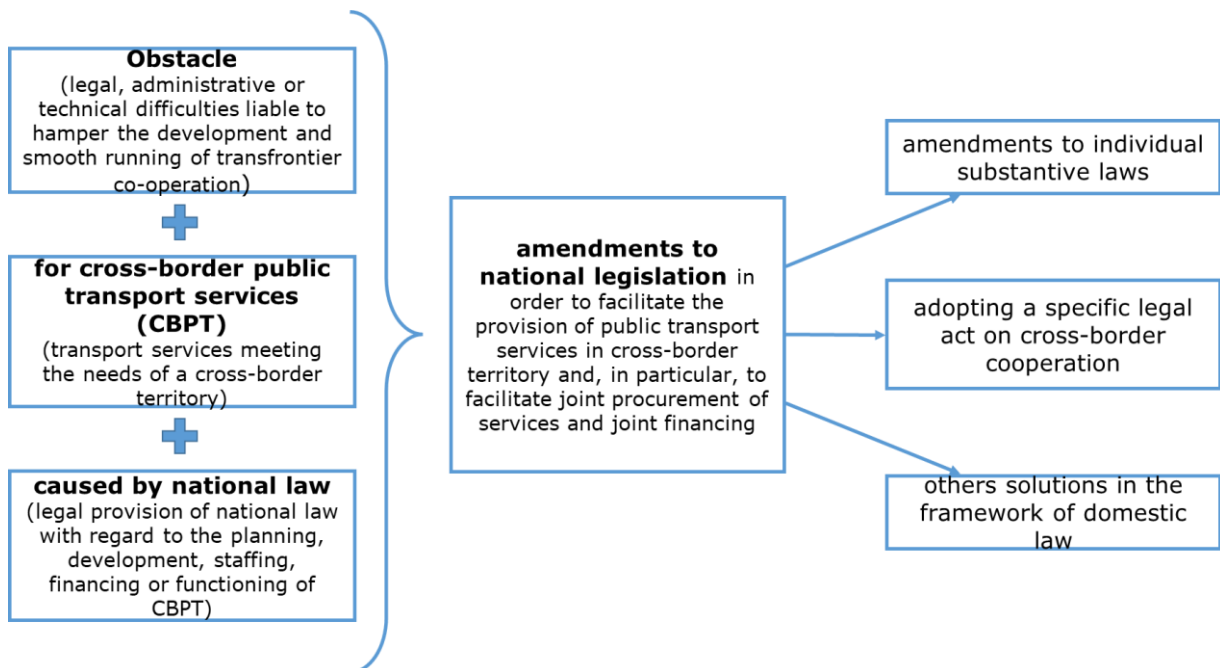 Obstacle
(legal, administrative or
technical difficulties liable to
hamper the development and
smooth running of transfrontier
co-operation)
for cross-border public
transport services
(CBPT)
(transport services meeting
the needs of a cross-border
territory)
caused by national law
(legal provision of national law
with regard to the planning,
development, staffing,
financing or functioning of
CBPT)
amendments to
national legislation in
order to facilitate the
provision of public transport
services in cross-border
territory and, in particular, to
facilitate joint procurement of
services and joint financing
amendments to individual
substantive laws
adopting a specific legal
act on cross-border
cooperation
others solutions in the
framework of domestic
law